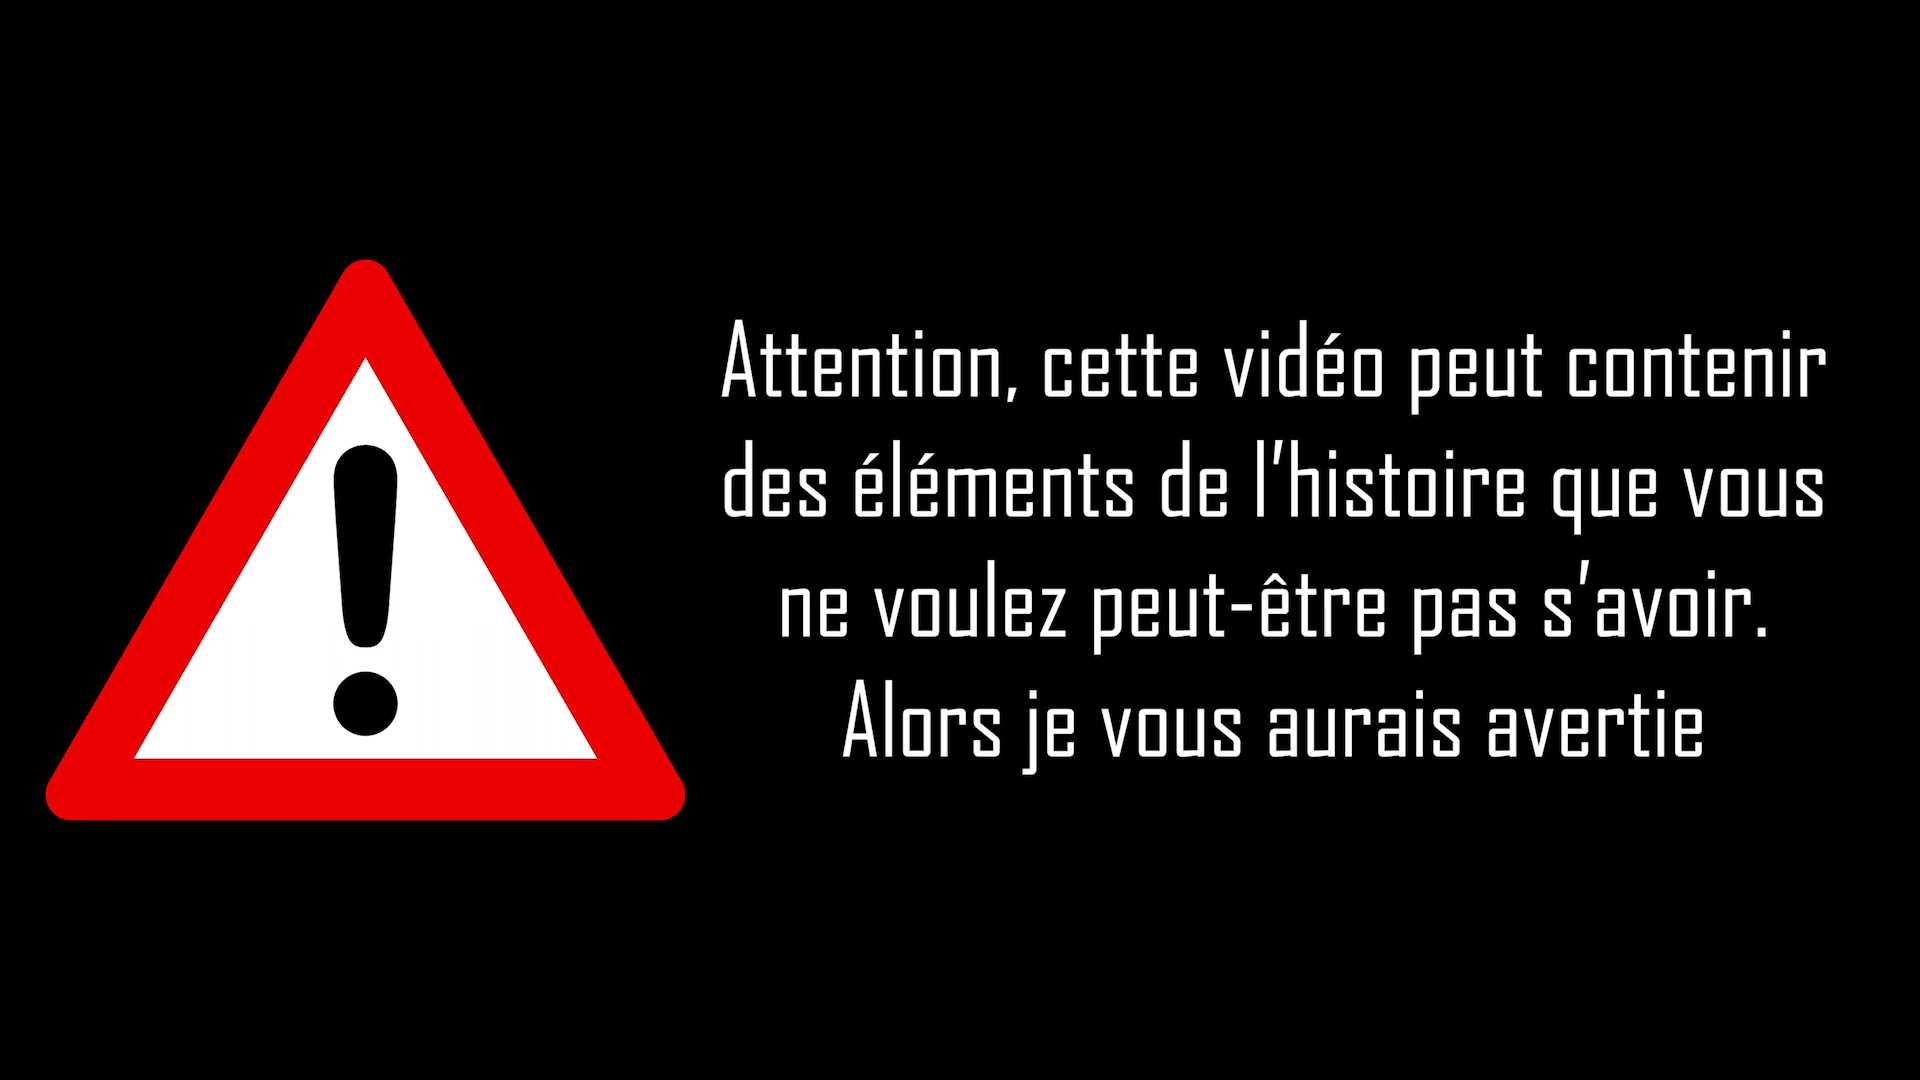 Attention, cette vidéo peut contenir
des éléments de l'histoire que vous
ne voulez peut-être pas s'avoir.
Alors je vous aurais avertie